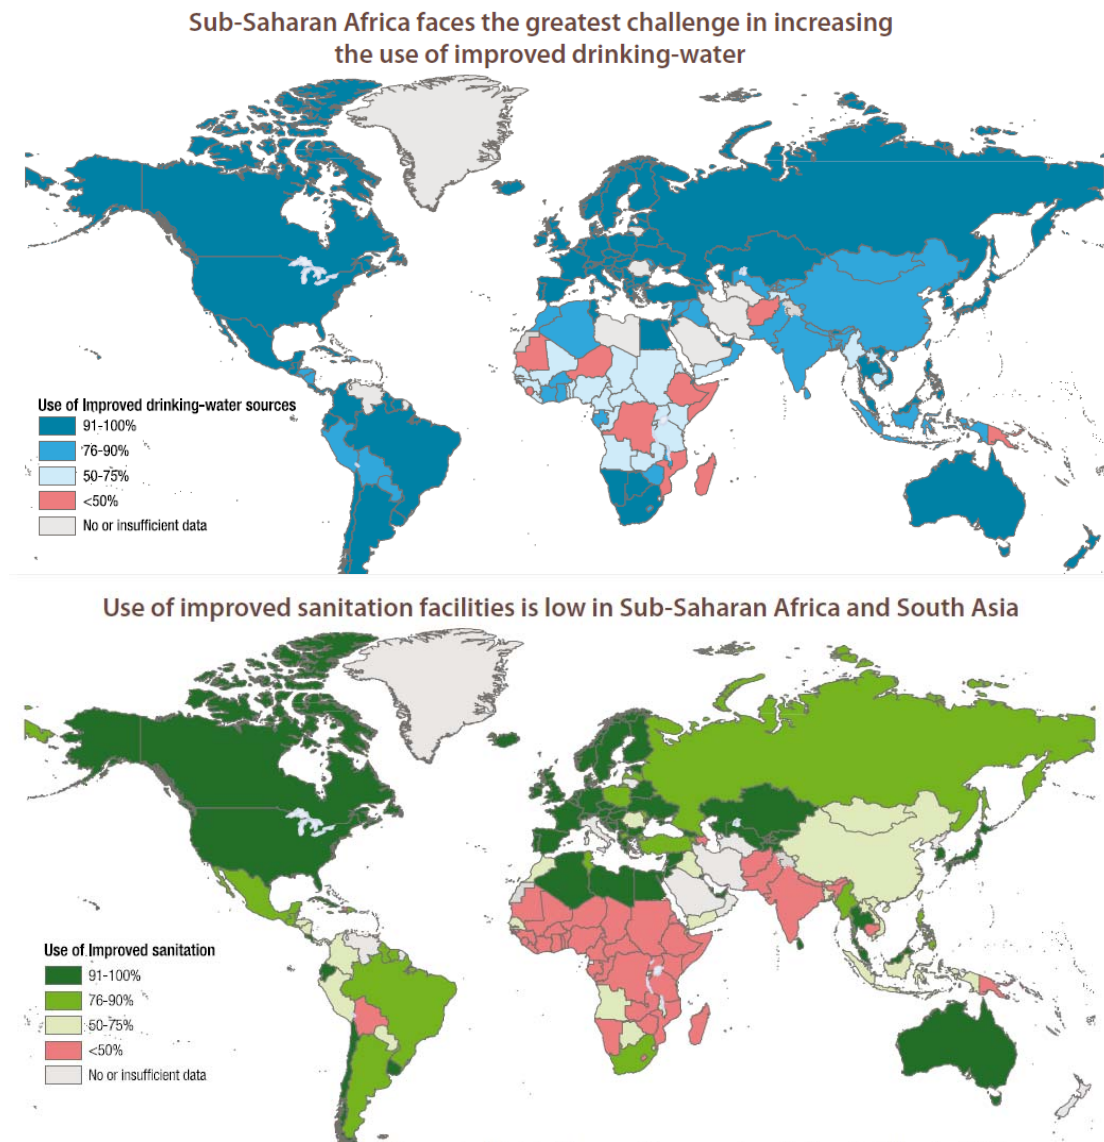 Sub-Saharan Africa faces the greatest challenge in increasing
the use of improved drinking-water
Use of Improved drinking-water sources
91-100%
76-90%
50-75%
<50%
No or insufficient data
Use of improved sanitation facilities is low in Sub-Saharan Africa and South Asia
Use of Improved sanitation
91-100%
76-90%
50-75%
<50%
No or insufficient data